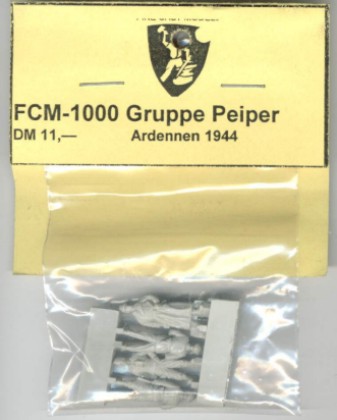 FCM-1000 Gruppe Peiper
DM 11,— Ardennen 1944